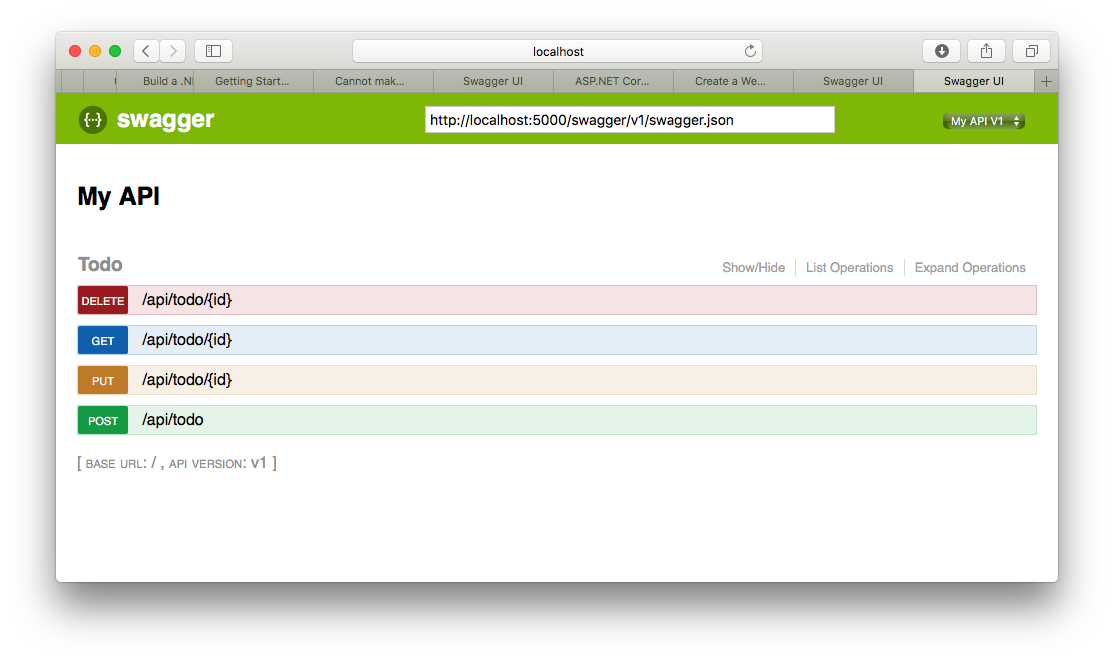 localhost
Build a .N
Getting Start...
Cannot mak...
Swagger UI
ASP.NET Cor...
Create a We...
Swagger UI
Swagger UI
{··} swagger
http://localhost:5000/swagger/v1/swagger.json
My API V1
My API
Todo
Show/Hide
List Operations
Expand Operations
DELETE /api/todo/{id}
GET /api/todo/{id}
PUT /api/todo/{id}
POST /api/todo
[ BASE URL: / , API VERSION: v1 ]